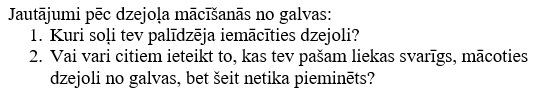 Jautājumi pēc dzejoļa mācīšanās no galvas:
1. Kuri soļi tev palīdzēja iemācīties dzejoli?
2. Vai vari citiem ieteikt to, kas tev pašam liekas svarīgs, mācoties
dzejoli no galvas, bet šeit netika pieminēts?